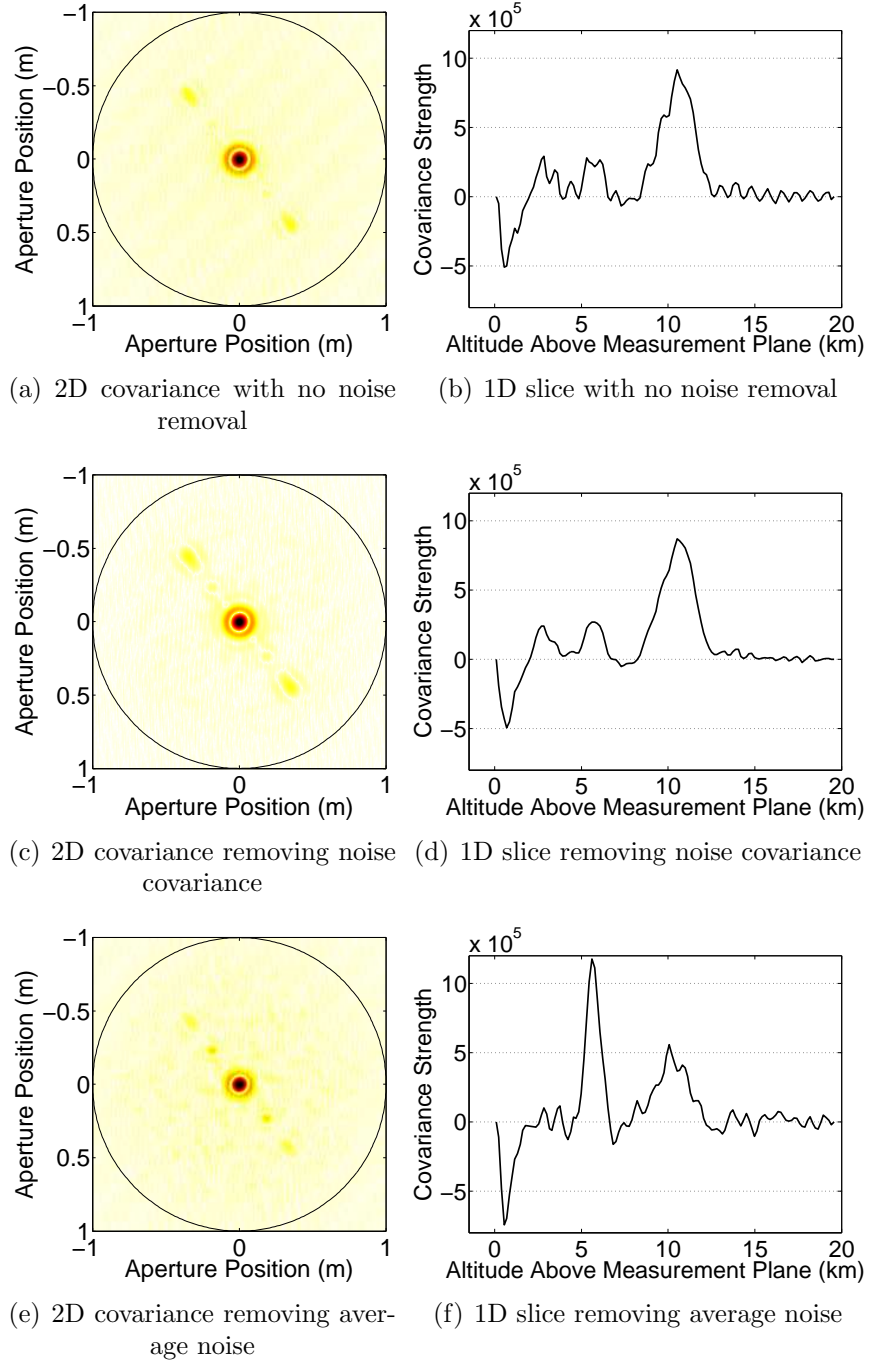 −1
−0.5
0
0.5
1
Aperture Position (m)
−1
0
1
Aperture Position (m)
x 10^5
10
5
0
−5
Covariance Strength
0
5
10
15
20
Altitude Above Measurement Plane (km)
(a) 2D covariance with no noise
removal
(b) 1D slice with no noise removal
−1
−0.5
0
0.5
1
Aperture Position (m)
−1
0
1
Aperture Position (m)
x 10^5
10
5
0
−5
Covariance Strength
0
5
10
15
20
Altitude Above Measurement Plane (km)
(c) 2D covariance removing noise
covariance
(d) 1D slice removing noise covariance
−1
−0.5
0
0.5
1
Aperture Position (m)
−1
0
1
Aperture Position (m)
x 10^5
10
5
0
−5
Covariance Strength
0
5
10
15
20
Altitude Above Measurement Plane (km)
(e) 2D covariance removing aver-
age noise
(f) 1D slice removing average noise